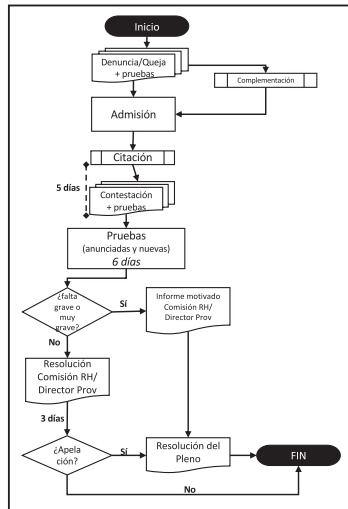 Inicio
Denuncia/Queja
+ pruebas
Complementación
Admisión
Citación
5 días
Contestación
+ pruebas
Pruebas
(anunciadas y nuevas)
6 días
¿falta
grave o
muy
grave?
Sí
Informe motivado
Comisión RH/
Director Prov
No
Resolución
Comisión RH/
Director Prov
3 días
¿Apela
ción?
Sí
Resolución del
Pleno
FIN
No